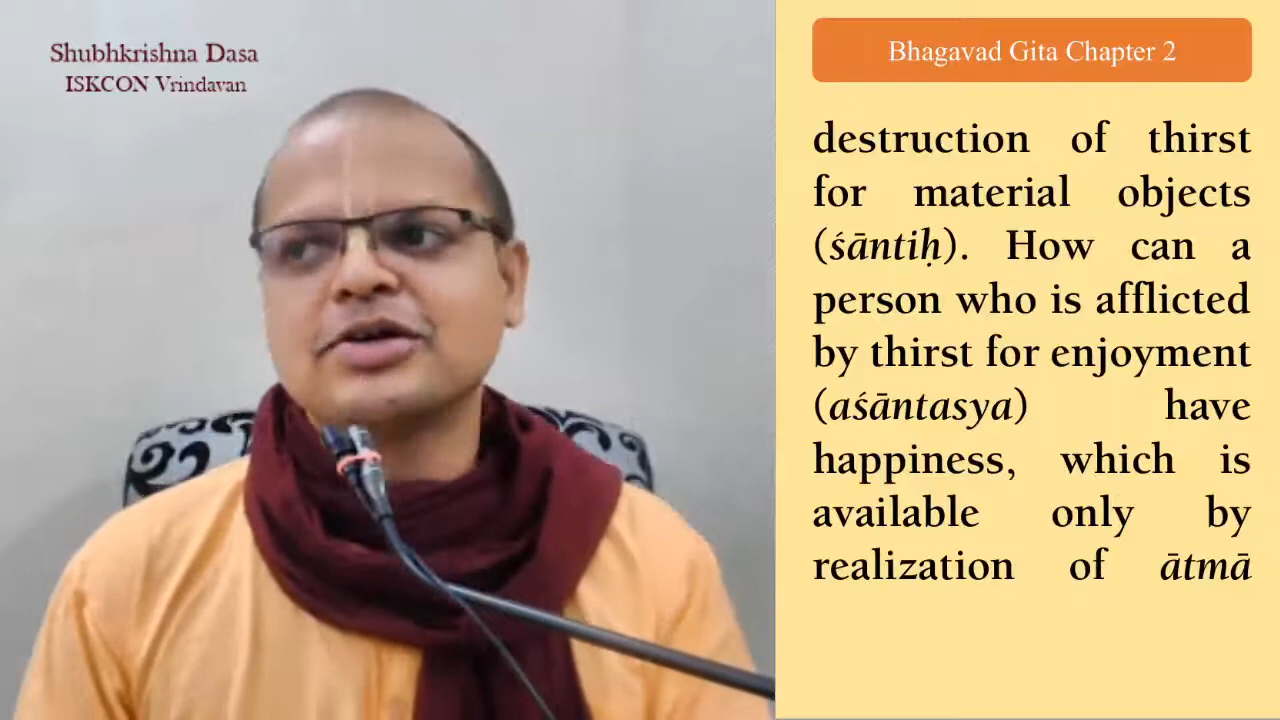 Shubhkrishna Dasa
ISKCON Vrindavan
Bhagavad Gita Chapter 2
destruction of thirst
for material objects
(śāntiḥ). How can a
person who is afflicted
by thirst for enjoyment
(aśāntasya) have
happiness, which is
available only by
realization of ātmā